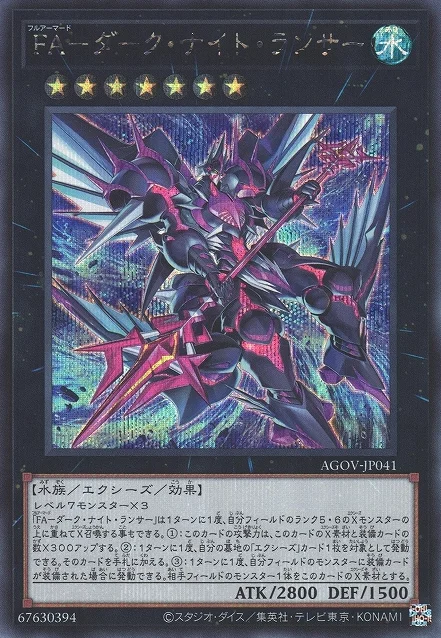 フルアーマード
FA－ダーク・ナイト・ランサー
水
AGOV-JP041
【水族／エクシーズ／効果】
レベル７モンスター×３
「FA－ダーク・ナイト・ランサー」は１ターンに１度、自分フィールドのランク５・６のXモンスターの
上に重ねてX召喚する事もできる。①：このカードの攻撃力は、このカードのX素材と装備カードの
数×３００アップする。②：１ターンに１度、自分の墓地の「エクシーズ」カード１枚を対象として発動
できる。そのカードを手札に加える。③：１ターンに１度、自分フィールドのモンスターに装備カード
が装備された場合に発動できる。相手フィールドのモンスター１体をこのカードのX素材とする。
ATK/2800 DEF/1500
67630394
©スタジオ・ダイス／集英社・テレビ東京・KONAMI